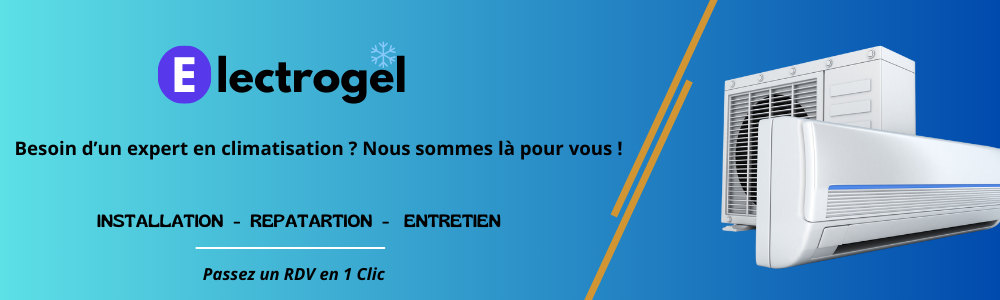 Electrogel
Besoin d’un expert en climatisation ? Nous sommes là pour vous !
INSTALLATION - REPATARTION - ENTRETIEN
Passez un RDV en 1 Clic